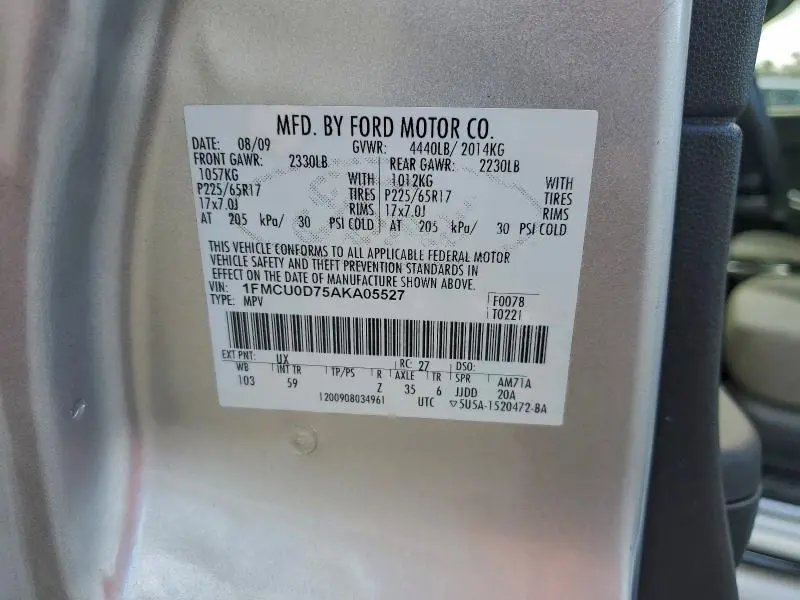 MFD. BY FORD MOTOR CO.
DATE: 08/09 GVWR: 4440LB/ 2014KG
FRONT GAWR: 2330LB REAR GAWR: 2230LB
1057KG WITH 1012KG WITH
P225/65R17 TIRES P225/65R17 TIRES
17x7.0J RIMS 17x7.0J RIMS
AT 205 kPa/ 30 PSI COLD AT 205 kPa/ 30 PSI COLD
THIS VEHICLE CONFORMS TO ALL APPLICABLE FEDERAL MOTOR
VEHICLE SAFETY AND THEFT PREVENTION STANDARDS IN
EFFECT ON THE DATE OF MANUFACTURE SHOWN ABOVE.
VIN: 1FMCU0D75AKA05527 F0078
TYPE: MPV T0221
EXT PNT: UX RC: 27 DSO:
WB INT TR TP/PS R AXLE TR SPR AM71A
103 59 Z 35 6 JJDD 20A
1200908034961 UTC ▽5U5A-1520472-BA